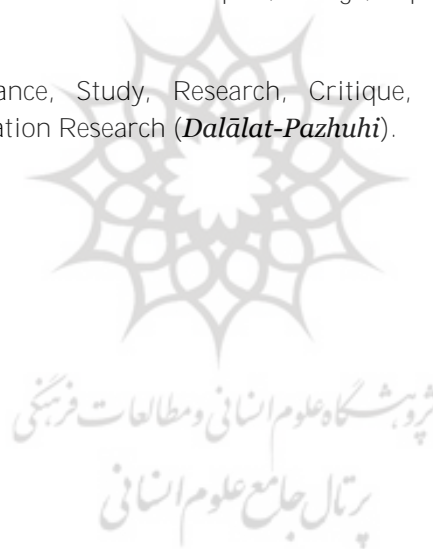 ance, Study, Research, Critique,
ation Research (Dalālat-Pazhuhi).
پژوهشگاه علوم انسانی و مطالعات فرهنگی
پرتال جامع علوم انسانی